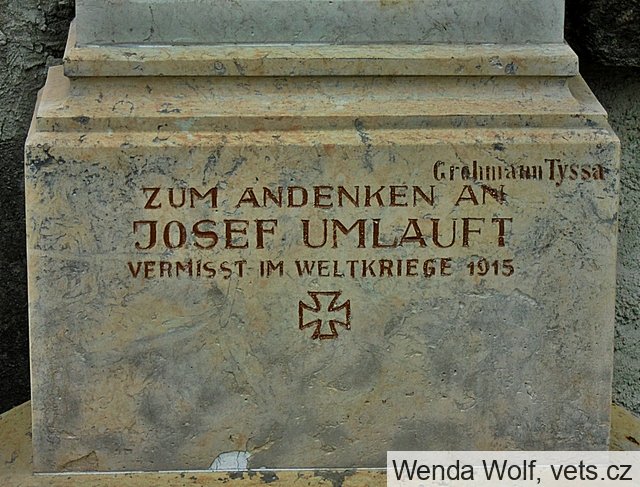 Grohmann Tyssa
ZUM ANDENKEN AN
JOSEF UMLAUFT
VERMISST IM WELTKRIEGE 1915
Wenda Wolf, vets.cz